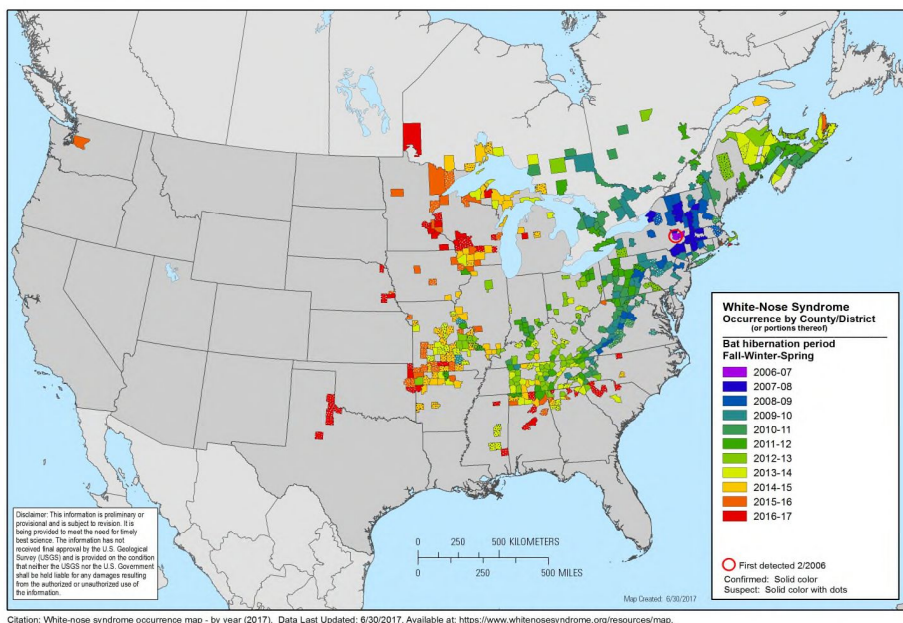 White-Nose Syndrome
Occurrence by County/District
(or portions thereof)
Bat hibernation period
Fall-Winter-Spring
2006-07
2007-08
2008-09
2009-10
2010-11
2011-12
2012-13
2013-14
2014-15
2015-16
2016-17
First detected 2/2006
Confirmed: Solid color
Suspect: Solid color with dots
Disclaimer: This information is preliminary or
provisional and is subject to revision. It is
being provided to meet the need for timely
best science. The information has not
received final approval by the U.S. Geological
Survey (USGS) and is provided on the condition
that neither the USGS nor the U.S. Government
shall be held liable for any damages resulting
from the authorized or unauthorized use of
the information.
0 250 500 KILOMETERS
0 250 500 MILES
Map Created: 6/30/2017
Citation: White-nose syndrome occurrence map - by year (2017). Data Last Updated: 6/30/2017. Available at: https://www.whitenosesyndrome.org/resources/map.